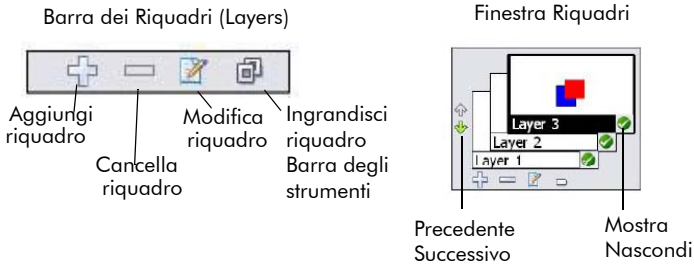 Barra dei Riquadri (Layers)
Aggiungi
riquadro
Cancella
riquadro
Modifica
riquadro
Ingrandisci
riquadro
Barra degli
strumenti
Finestra Riquadri
Layer 3
Layer 2
Layer 1
Precedente
Successivo
Mostra
Nascondi